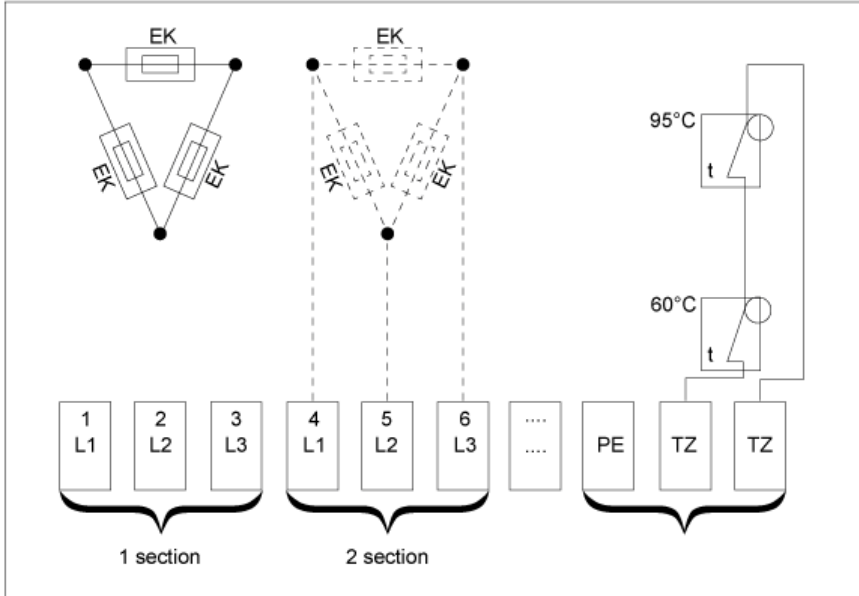 EK
EK
EK
EK
EK
EK
95°C
t
60°C
t
1
L1
2
L2
3
L3
4
L1
5
L2
6
L3
....
....
PE
TZ
TZ
1 section
2 section